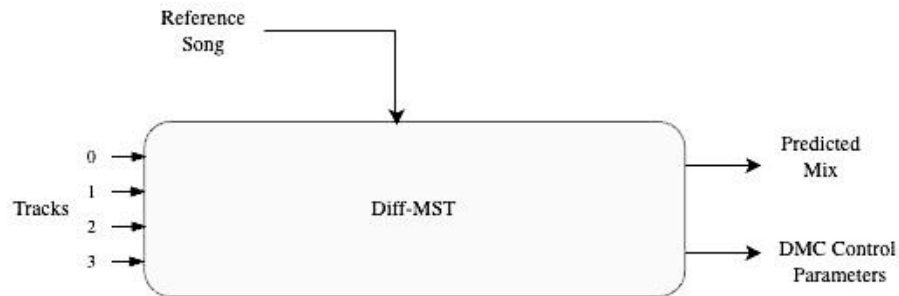 Reference
Song
0
1
Tracks
2
3
Diff-MST
Predicted
Mix
DMC Control
Parameters